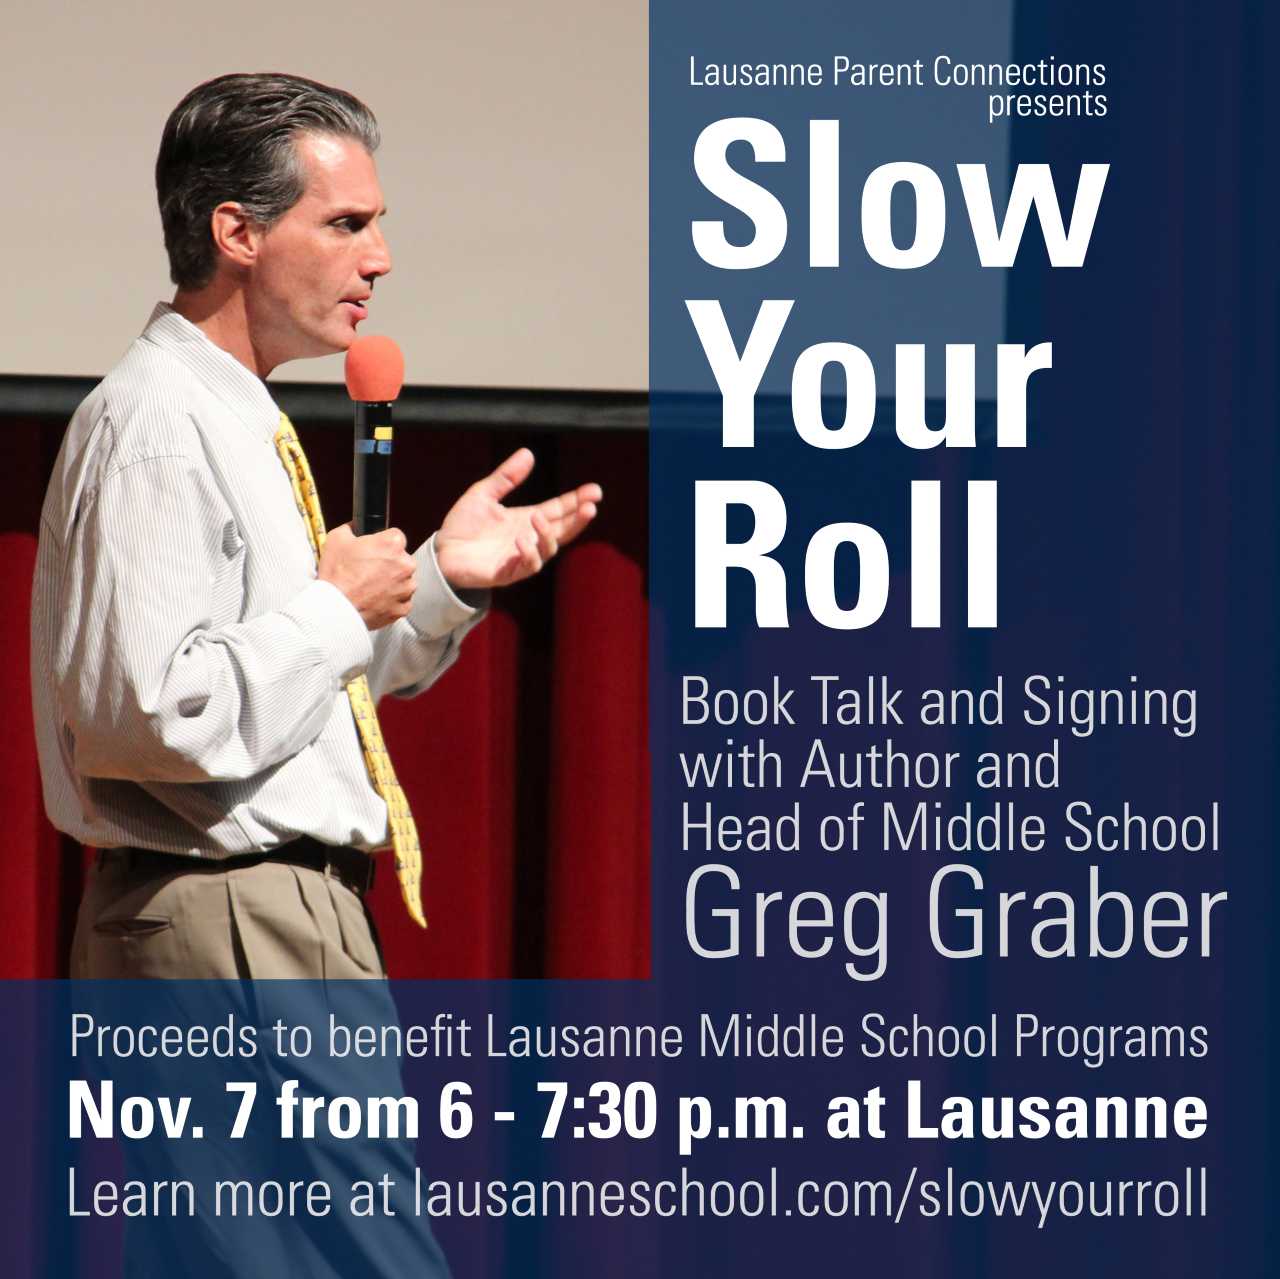 Lausanne Parent Connections
presents
Slow
Your
Roll
Book Talk and Signing
with Author and
Head of Middle School
Greg Graber
Proceeds to benefit Lausanne Middle School Programs
Nov. 7 from 6 - 7:30 p.m. at Lausanne
Learn more at lausanneschool.com/slowyourroll